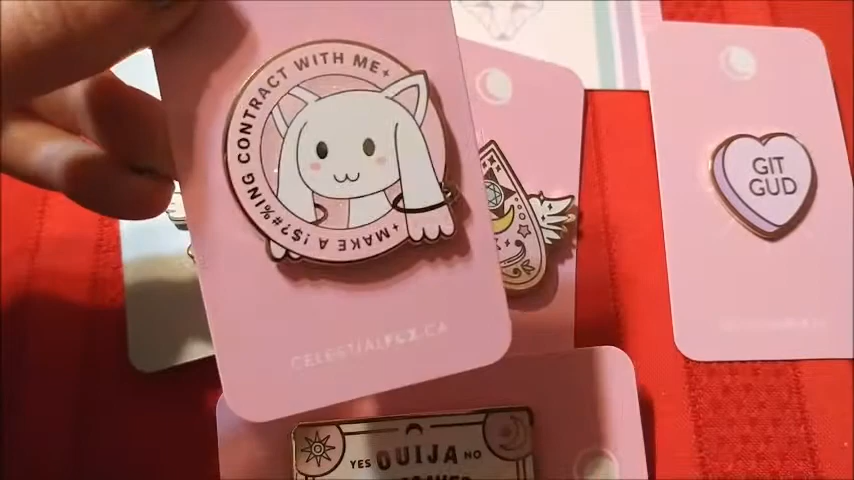 MAKE A !$?#%ING CONTRACT WITH ME
CELESTIALFOX.CA
GIT
GUD
YES OUIJA NO